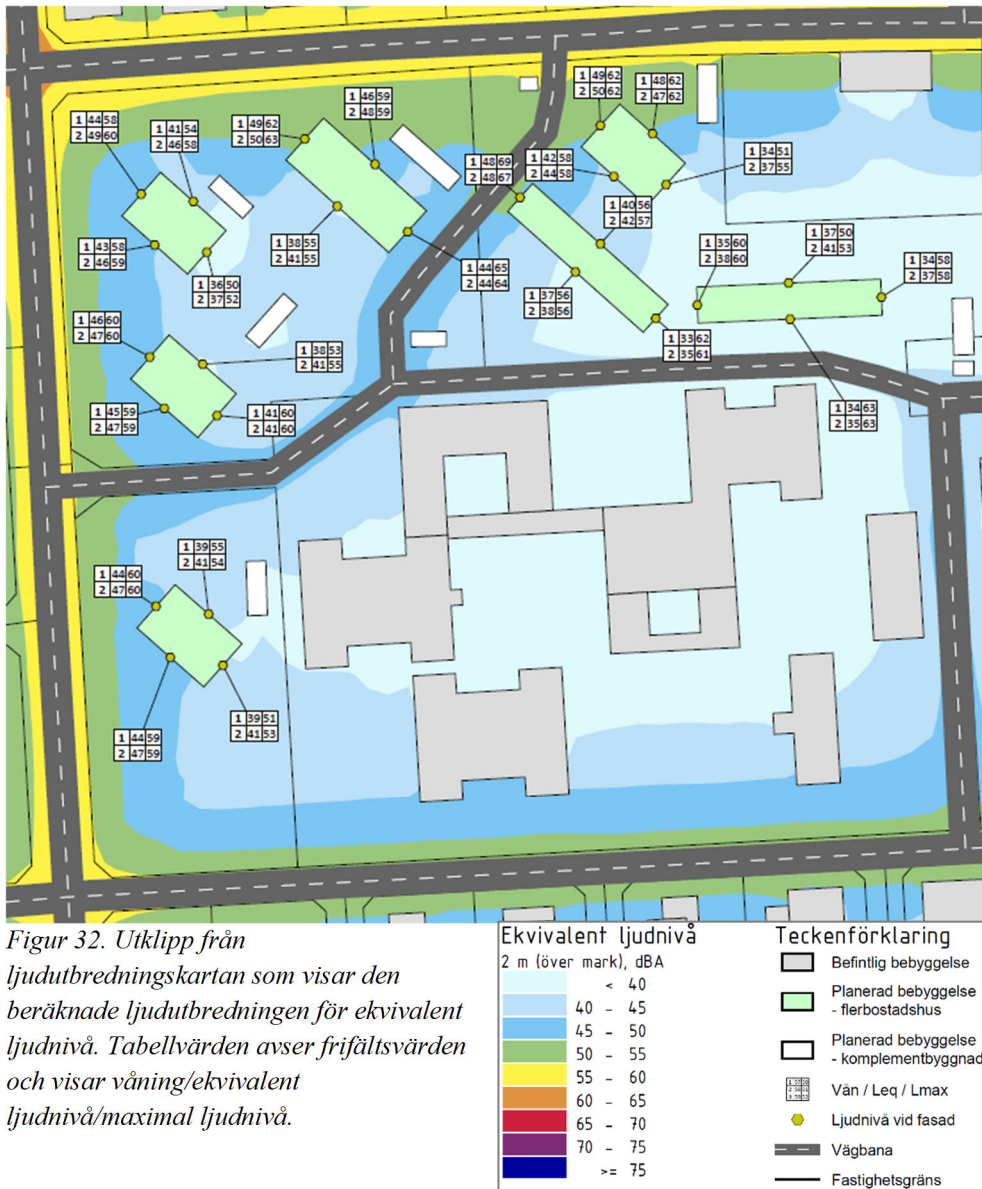 1 49 62
2 50 62
1 48 62
2 47 62
1 46 59
2 48 59
1 44 58
2 49 60
1 41 54
2 46 58
1 49 62
2 50 63
1 48 69
2 48 67
1 42 58
2 44 58
1 34 51
2 37 55
1 40 56
2 42 57
1 43 58
2 46 59
1 38 55
2 41 55
1 36 50
2 37 52
1 44 65
2 44 64
1 35 60
2 38 60
1 37 50
2 41 53
1 34 58
2 37 58
1 37 56
2 38 56
1 46 60
2 47 60
1 38 53
2 41 55
1 33 62
2 35 61
1 45 59
2 47 59
1 41 60
2 41 60
1 34 63
2 35 63
1 39 55
2 41 54
1 44 60
2 47 60
1 39 51
2 41 53
1 44 59
2 47 59
Figur 32. Utklipp från
ljudutbredningskartan som visar den
beräknade ljudutbredningen för ekvivalent
ljudnivå. Tabellvärden avser frifältsvärden
och visar våning/ekvivalent
ljudnivå/maximal ljudnivå.
Ekvivalent ljudnivå
2 m (över mark), dBA
< 40
40 - 45
45 - 50
50 - 55
55 - 60
60 - 65
65 - 70
70 - 75
>= 75
Teckenförklaring
Befintlig bebyggelse
Planerad bebyggelse
- flerbostadshus
Planerad bebyggelse
- komplementbyggnad
Vån / Leq / Lmax
Ljudnivå vid fasad
Vägbana
Fastighetsgräns